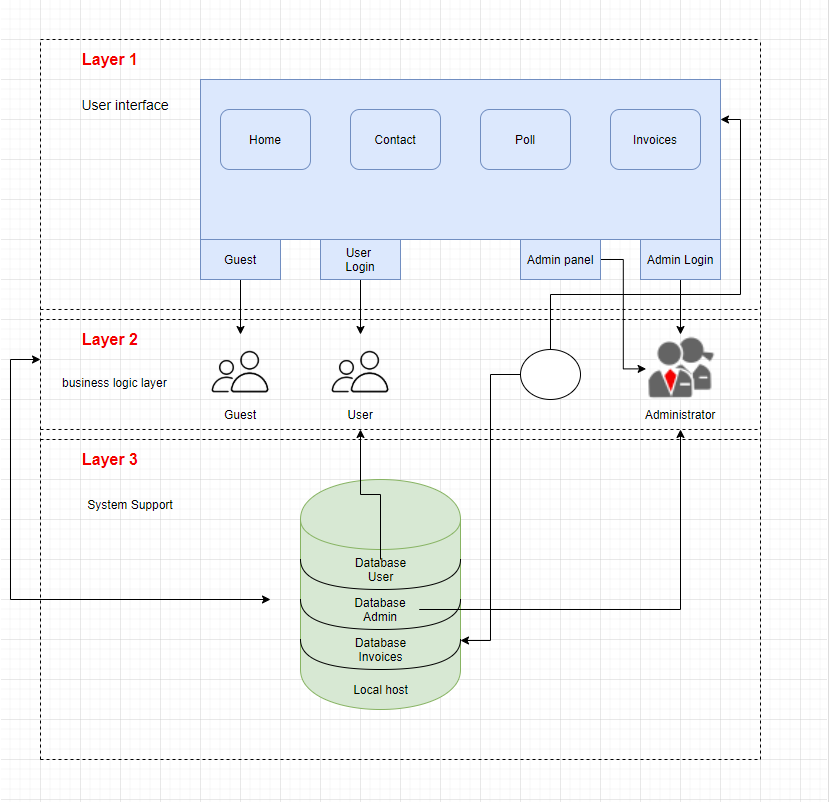 Layer 1
User interface
Home
Contact
Poll
Invoices
Guest
User
Login
Admin panel
Admin Login
Layer 2
business logic layer
Guest
User
Administrator
Layer 3
System Support
Database
User
Database
Admin
Database
Invoices
Local host